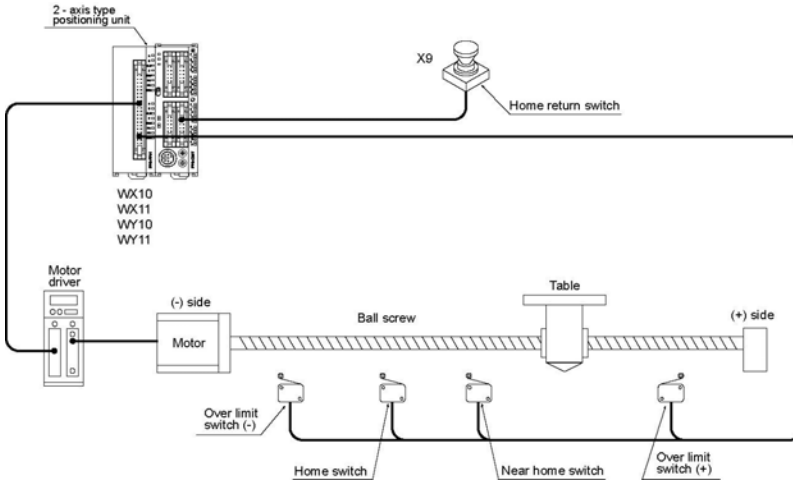 2 - axis type
positioning unit
X9
Home return switch
WX10
WX11
WY10
WY11
Motor
driver
(-) side
Motor
Ball screw
Table
(+) side
Over limit
switch (-)
Home switch
Near home switch
Over limit
switch (+)